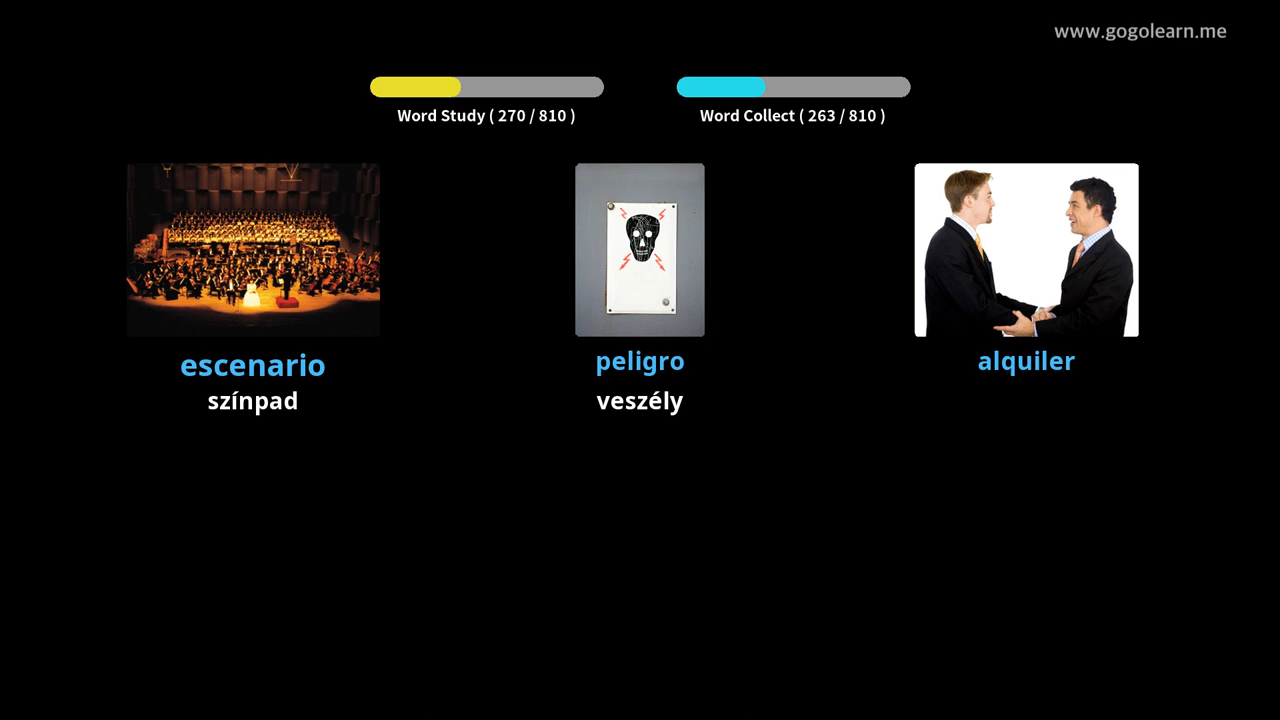 www.gogolearn.me
Word Study ( 270 / 810 )
Word Collect ( 263 / 810 )
escenario
színpad
peligro
veszély
alquiler